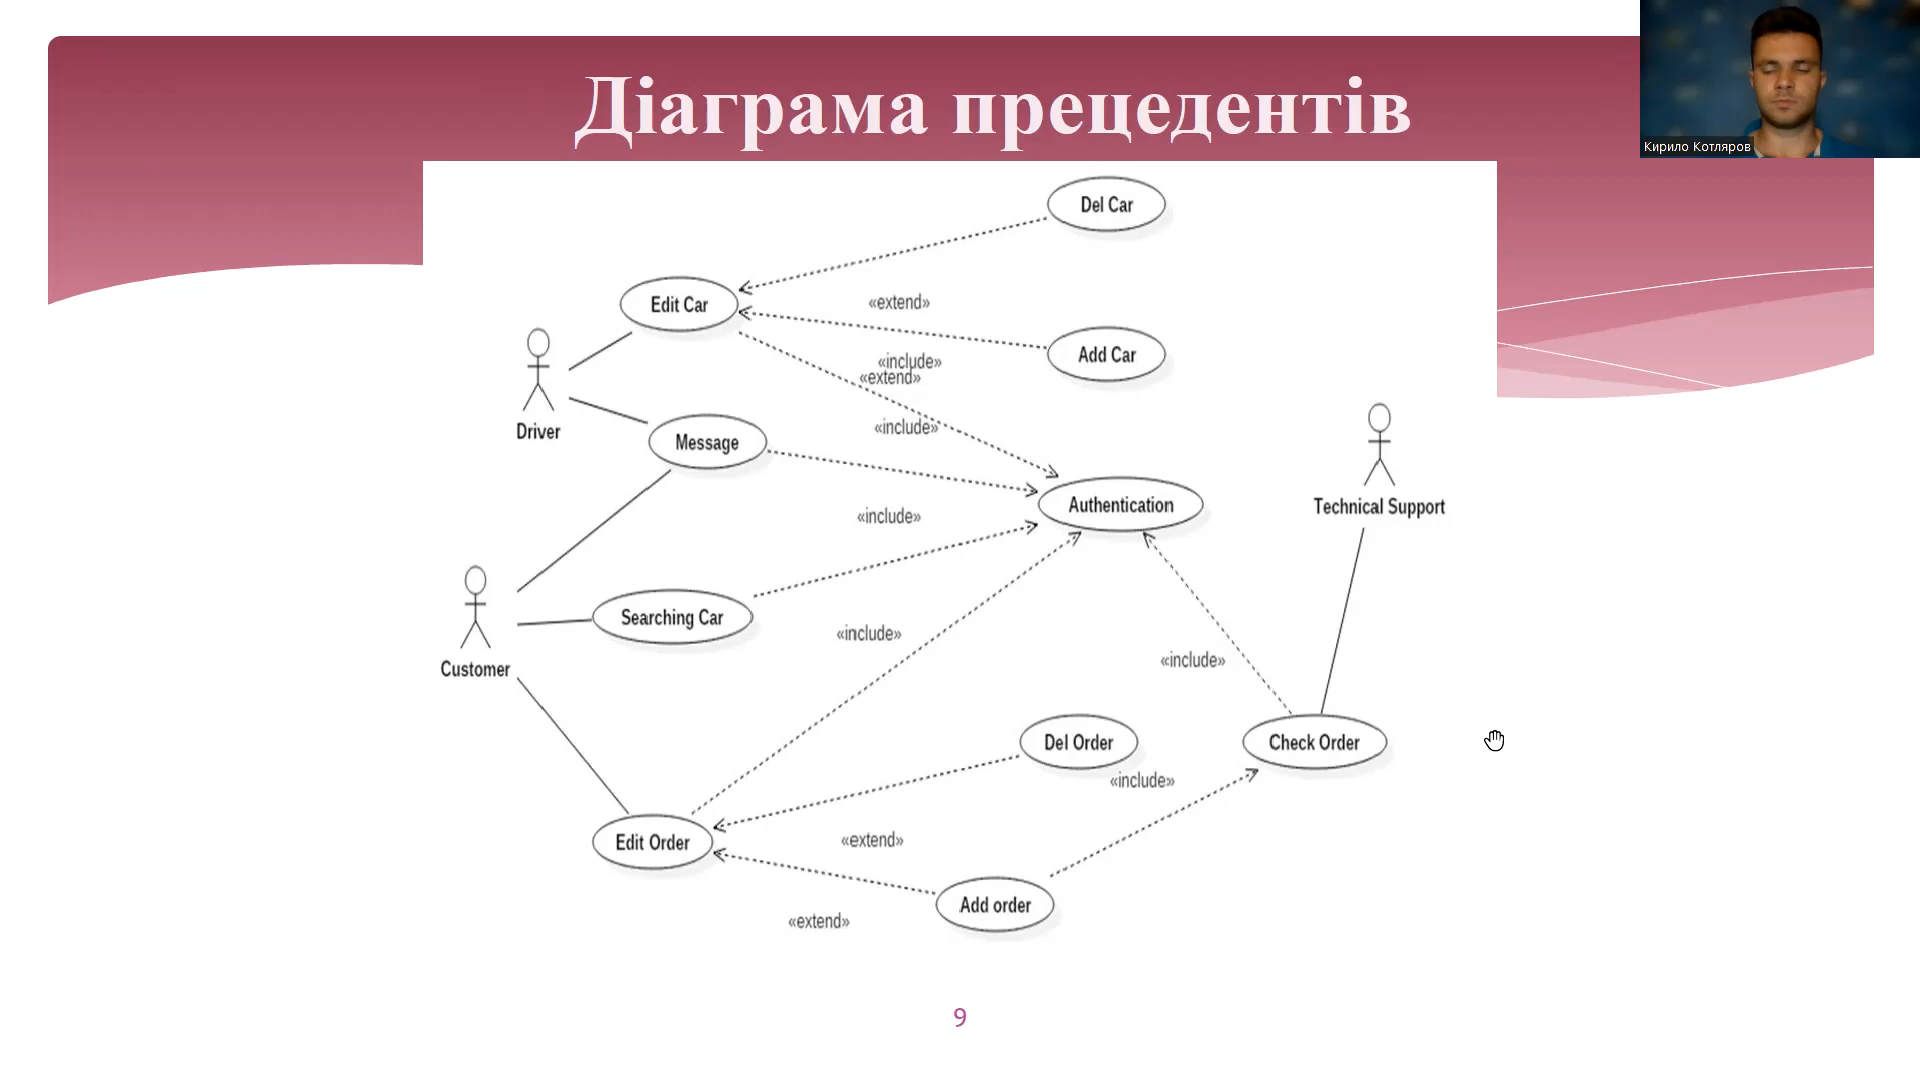 Діаграма прецедентів
Кирило Котляров
Del Car
Edit Car
«extend»
Add Car
«include»
«extend»
Driver
«include»
Message
Authentication
Technical Support
«include»
Searching Car
«include»
«include»
Customer
Del Order
Check Order
«include»
Edit Order
«extend»
Add order
«extend»
9